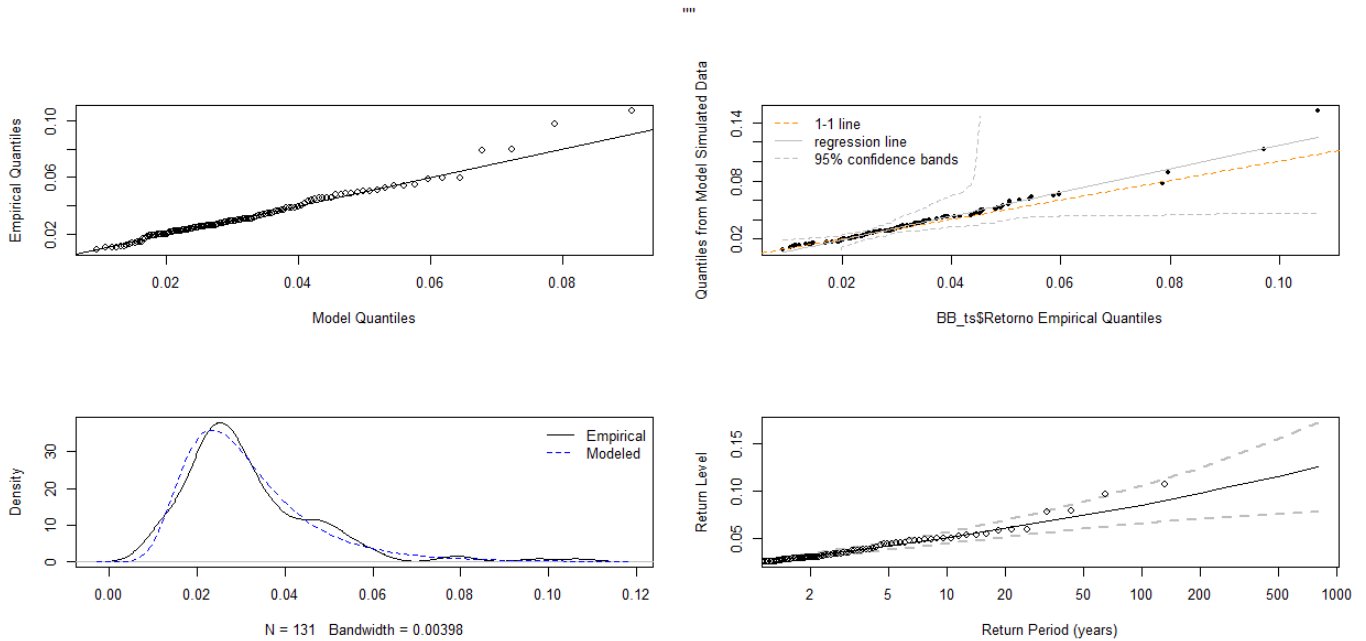 ""
Empirical Quantiles
0.02 0.06 0.10
0.02 0.04 0.06 0.08
Model Quantiles
Quantiles from Model Simulated Data
0.02 0.08 0.14
1-1 line
regression line
95% confidence bands
0.02 0.04 0.06 0.08 0.10
BB_ts$Retorno Empirical Quantiles
Density
0 10 20 30
Empirical
Modeled
0.00 0.02 0.04 0.06 0.08 0.10 0.12
N = 131 Bandwidth = 0.00398
Return Level
0.05 0.10 0.15
2 5 10 20 50 100 200 500 1000
Return Period (years)